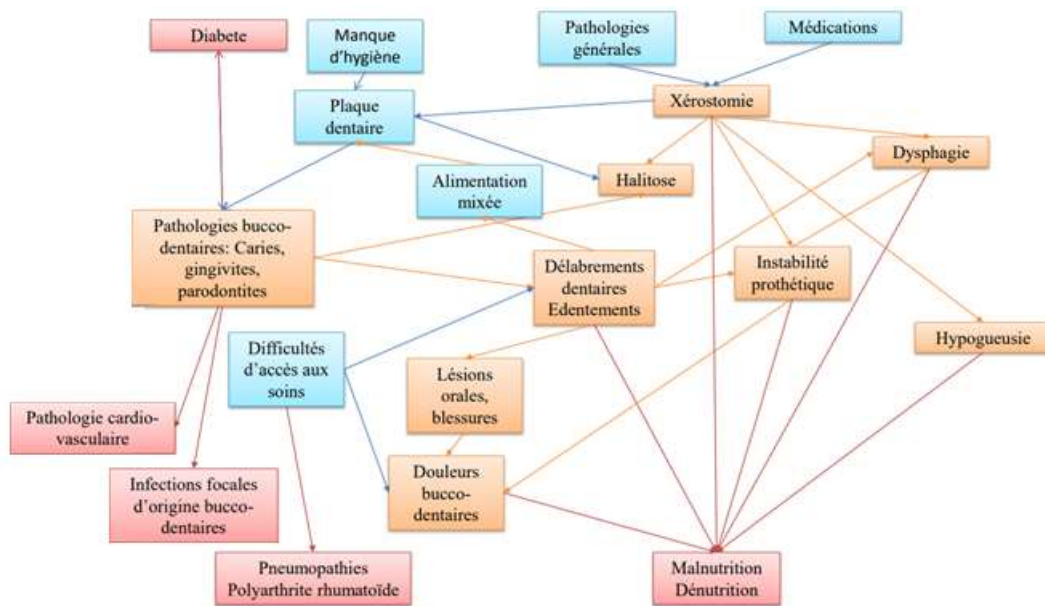 Diabete
Manque
d'hygiène
Pathologies
générales
Médications
Plaque
dentaire
Xérostomie
Dysphagie
Halitose
Alimentation
mixée
Pathologies bucco-
dentaires: Caries,
gingivites,
parodontites
Délabrements
dentaires
Edentements
Instabilité
prothétique
Hypogueusie
Difficultés
d'accès aux
soins
Lésions
orales,
blessures
Pathologie cardio-
vasculaire
Douleurs
bucco-
dentaires
Infections focales
d'origine bucco-
dentaires
Pneumopathies
Polyarthrite rhumatoïde
Malnutrition
Dénutrition